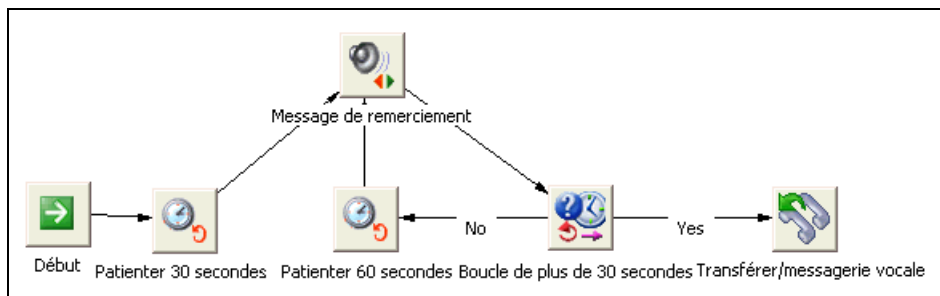 Message de remerciement
No
Yes
Début
Patienter 30 secondes
Patienter 60 secondes
Boucle de plus de 30 secondes
Transférer/messagerie vocale